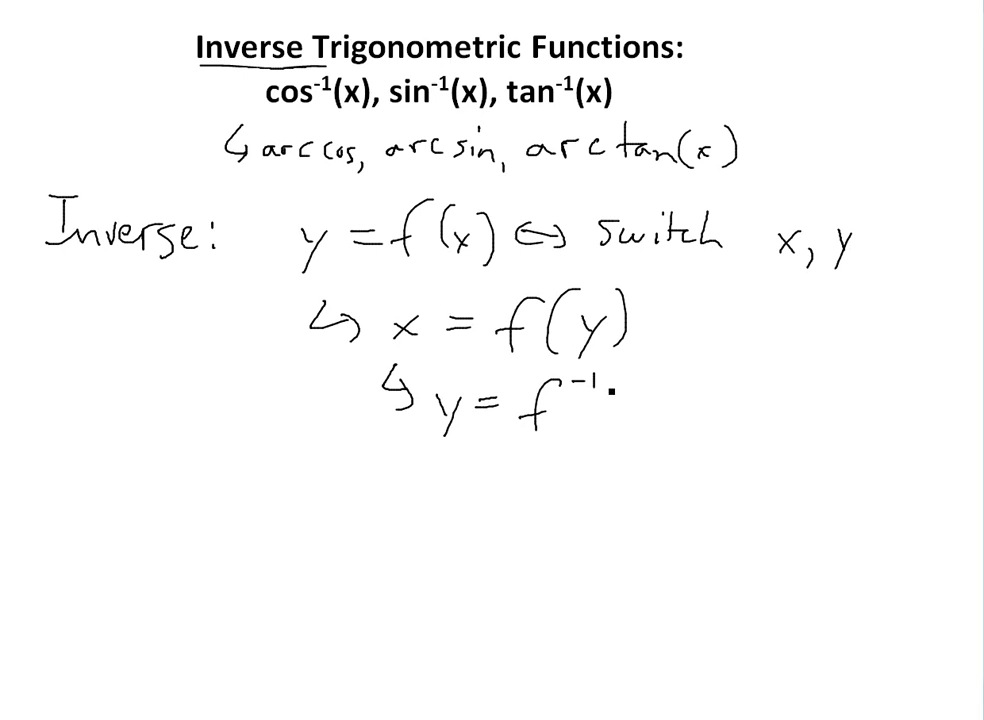 Inverse Trigonometric Functions:
cos⁻¹(x), sin⁻¹(x), tan⁻¹(x)
↳ arccos, arcsin, arctan(x)
Inverse: y = f(x) ⇔ switch x, y
↳ x = f(y)
↳ y = f⁻¹